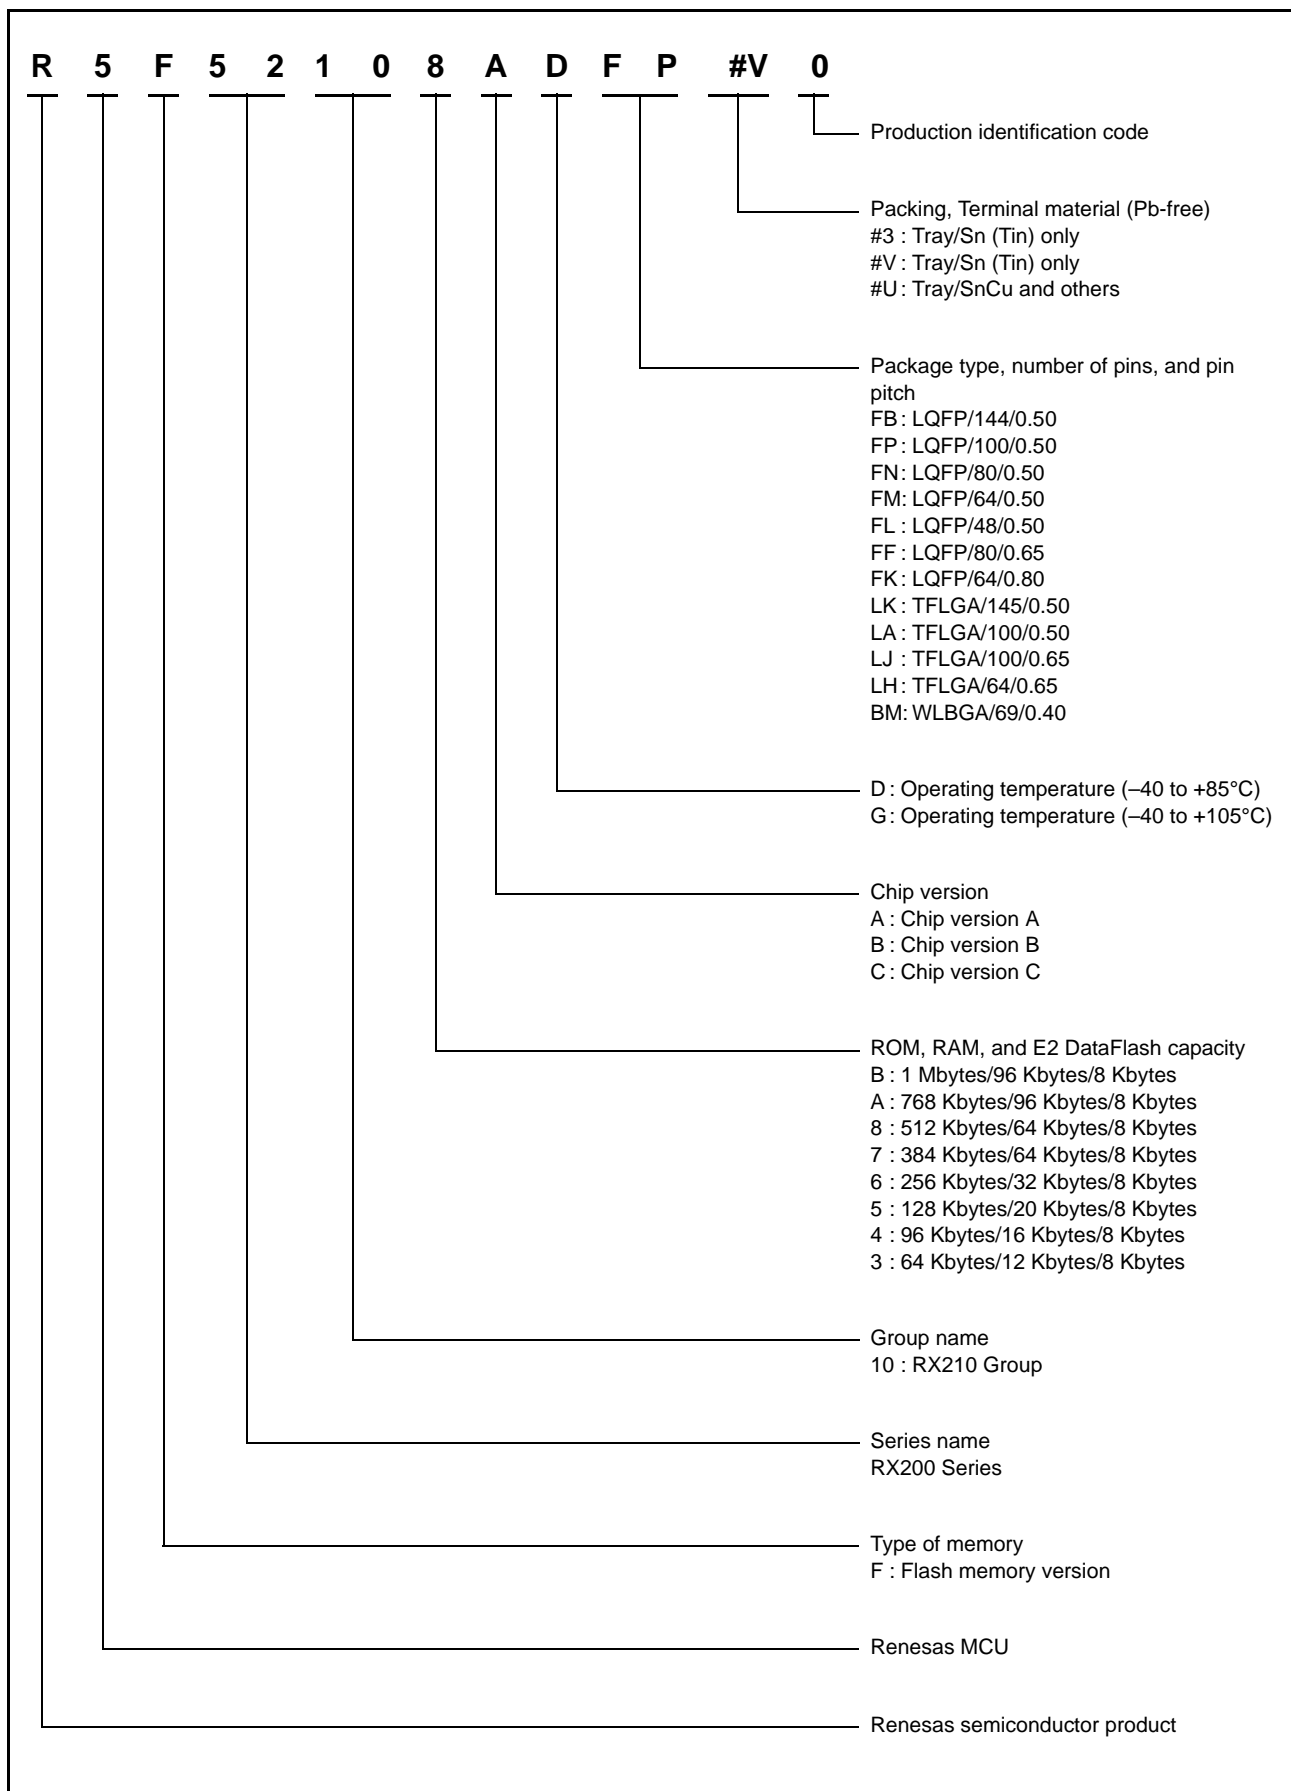 R 5 F 5 2 1 0 8 A D F P #V 0
Production identification code
Packing, Terminal material (Pb-free)
#3 : Tray/Sn (Tin) only
#V : Tray/Sn (Tin) only
#U : Tray/SnCu and others
Package type, number of pins, and pin
pitch
FB : LQFP/144/0.50
FP : LQFP/100/0.50
FN : LQFP/80/0.50
FM: LQFP/64/0.50
FL : LQFP/48/0.50
FF : LQFP/80/0.65
FK : LQFP/64/0.80
LK : TFLGA/145/0.50
LA : TFLGA/100/0.50
LJ : TFLGA/100/0.65
LH : TFLGA/64/0.65
BM: WLBGA/69/0.40
D : Operating temperature (–40 to +85°C)
G : Operating temperature (–40 to +105°C)
Chip version
A : Chip version A
B : Chip version B
C : Chip version C
ROM, RAM, and E2 DataFlash capacity
B : 1 Mbytes/96 Kbytes/8 Kbytes
A : 768 Kbytes/96 Kbytes/8 Kbytes
8 : 512 Kbytes/64 Kbytes/8 Kbytes
7 : 384 Kbytes/64 Kbytes/8 Kbytes
6 : 256 Kbytes/32 Kbytes/8 Kbytes
5 : 128 Kbytes/20 Kbytes/8 Kbytes
4 : 96 Kbytes/16 Kbytes/8 Kbytes
3 : 64 Kbytes/12 Kbytes/8 Kbytes
Group name
10 : RX210 Group
Series name
RX200 Series
Type of memory
F : Flash memory version
Renesas MCU
Renesas semiconductor product